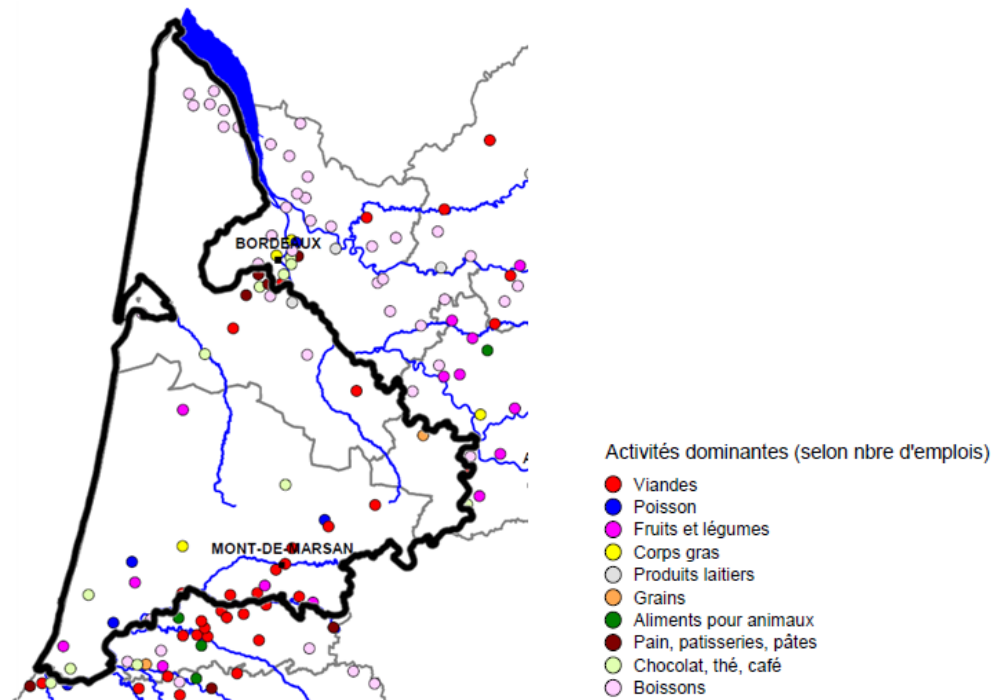 BORDEAUX
MONT-DE-MARSAN
Activités dominantes (selon nbre d'emplois)
Viandes
Poisson
Fruits et légumes
Corps gras
Produits laitiers
Grains
Aliments pour animaux
Pain, patisseries, pâtes
Chocolat, thé, café
Boissons